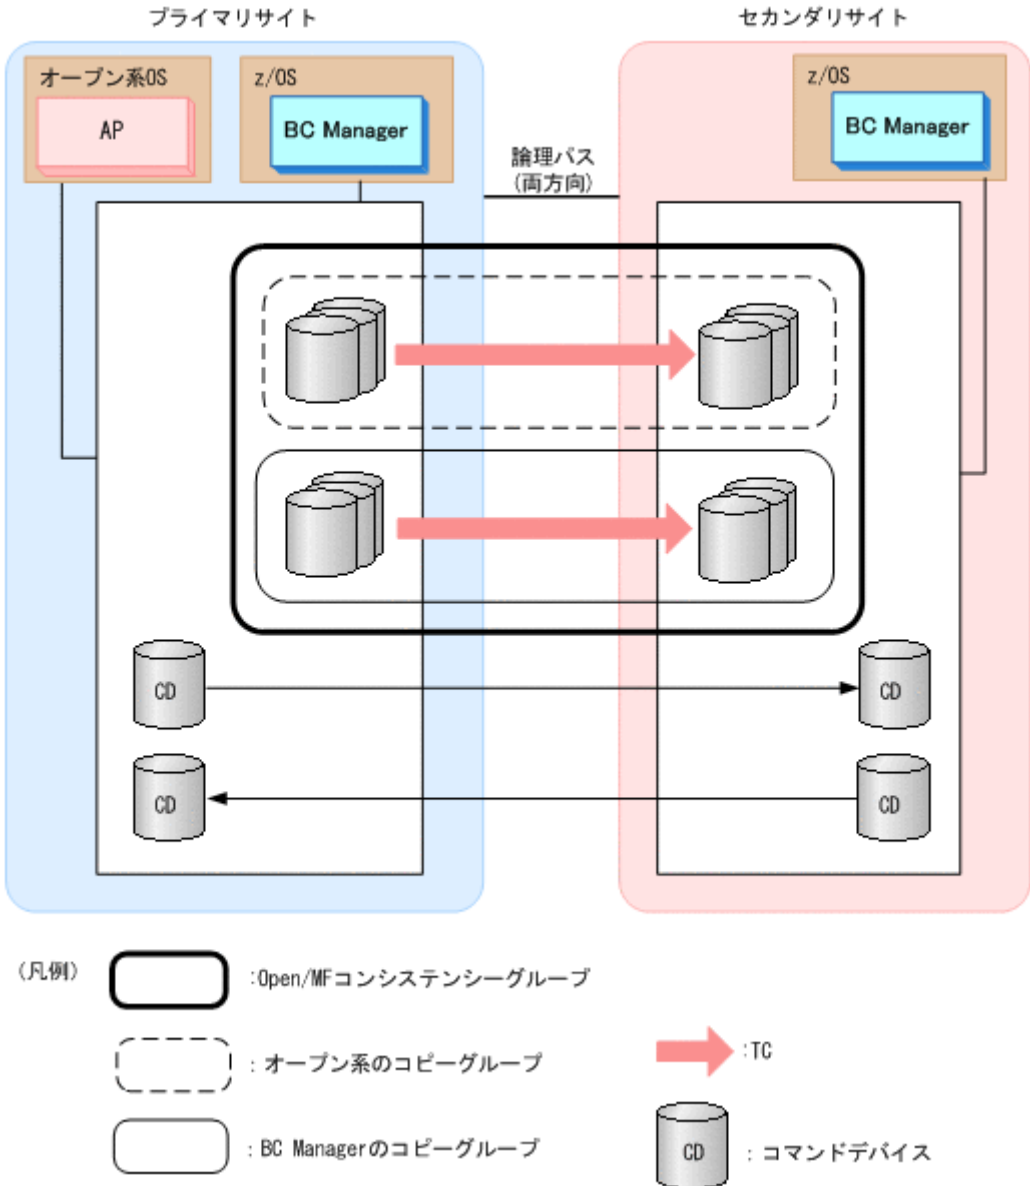 プライマリサイト
セカンダリサイト
オープン系OS
AP
z/OS
BC Manager
z/OS
BC Manager
論理パス
(両方向)
CD
CD
CD
CD
(凡例)
:Open/MFコンシステンシーグループ
: オープン系のコピーグループ
:TC
: BC Managerのコピーグループ
CD
: コマンドデバイス